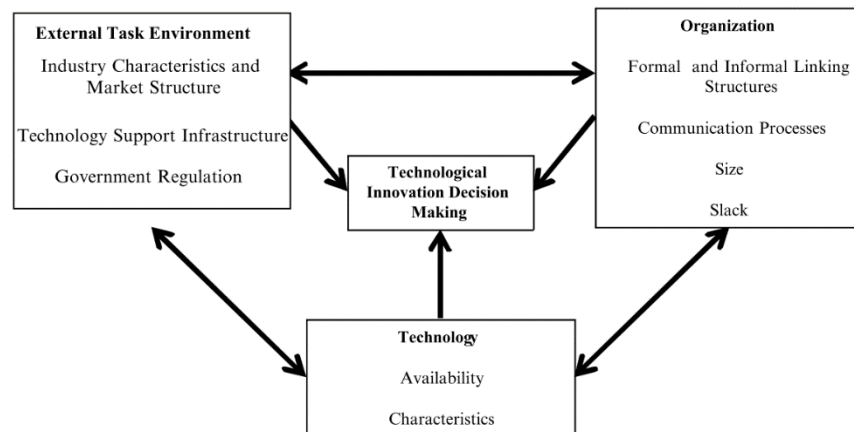 External Task Environment
Industry Characteristics and
Market Structure
Technology Support Infrastructure
Government Regulation
Organization
Formal and Informal Linking
Structures
Communication Processes
Size
Slack
Technological
Innovation Decision
Making
Technology
Availability
Characteristics